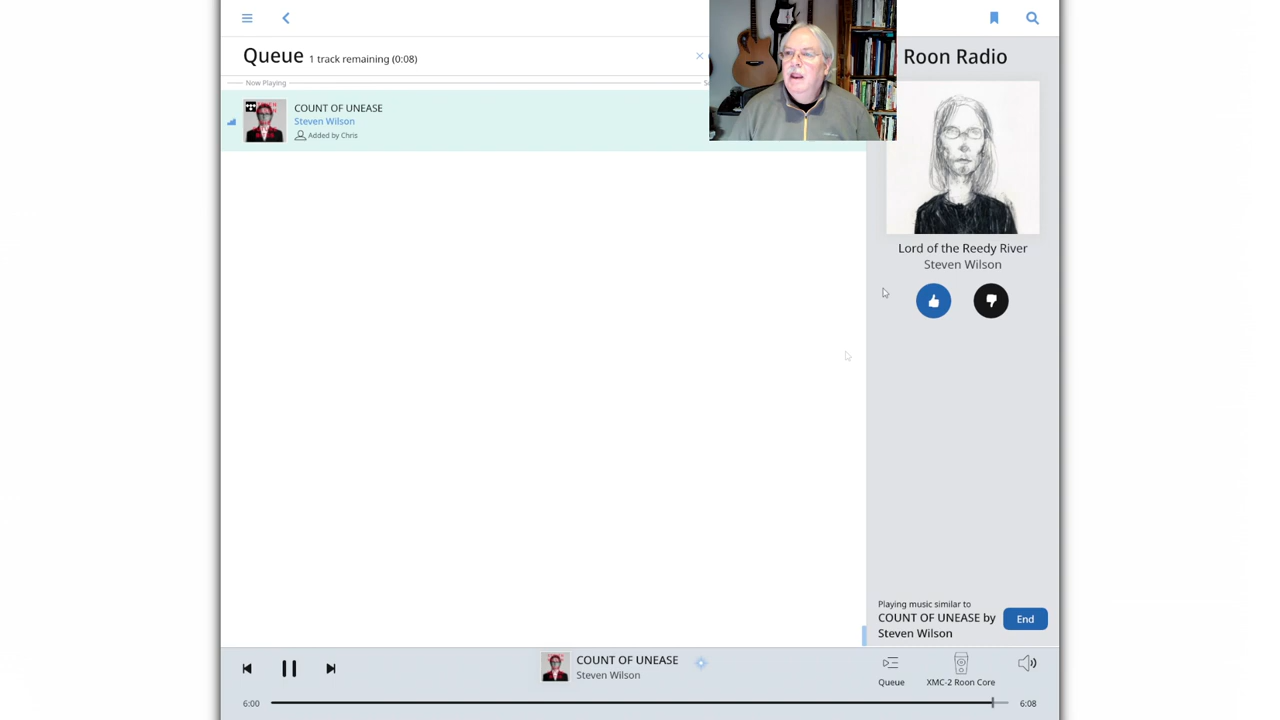 Queue 1 track remaining (0:08)
Roon Radio
Now Playing
COUNT OF UNEASE
Steven Wilson
Added by Chris
Lord of the Reedy River
Steven Wilson
Playing music similar to
COUNT OF UNEASE by
Steven Wilson
End
COUNT OF UNEASE
Steven Wilson
Queue
XMC-2 Roon Core
6:00
6:08